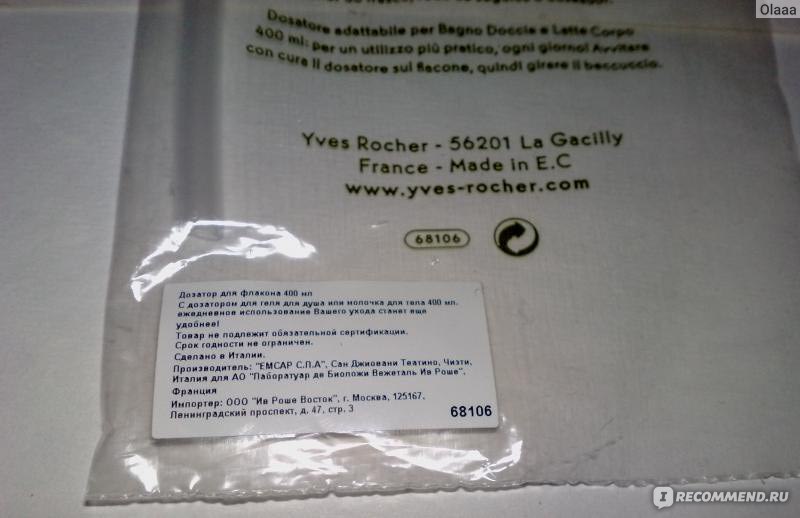 Olaaa
Dosatore adattabile per Bagno Doccia e Latte Corpo
400 ml: per un utilizzo più pratico, ogni giorno! Avvitare
con cura il dosatore sul flacone, quindi girare il beccuccio.
Yves Rocher - 56201 La Gacilly
France - Made in E.C
www.yves-rocher.com
68106
Дозатор для флакона 400 мл
С дозатором для геля для душа или молочка для тела 400 мл.
ежедневное использование Вашего ухода станет еще
удобнее!
Товар не подлежит обязательной сертификации.
Срок годности не ограничен.
Сделано в Италии.
Производитель: "ЕМСАР С.П.А", Сан Джиовани Театино, Чиэти,
Италия для АО "Лаборатуар де Биоложи Вежеталь Ив Роше",
Франция
Импортер: ООО "Ив Роше Восток", г. Москва, 125167,
Ленинградский проспект, д. 47, стр. 3
68106
I RECOMMEND.RU